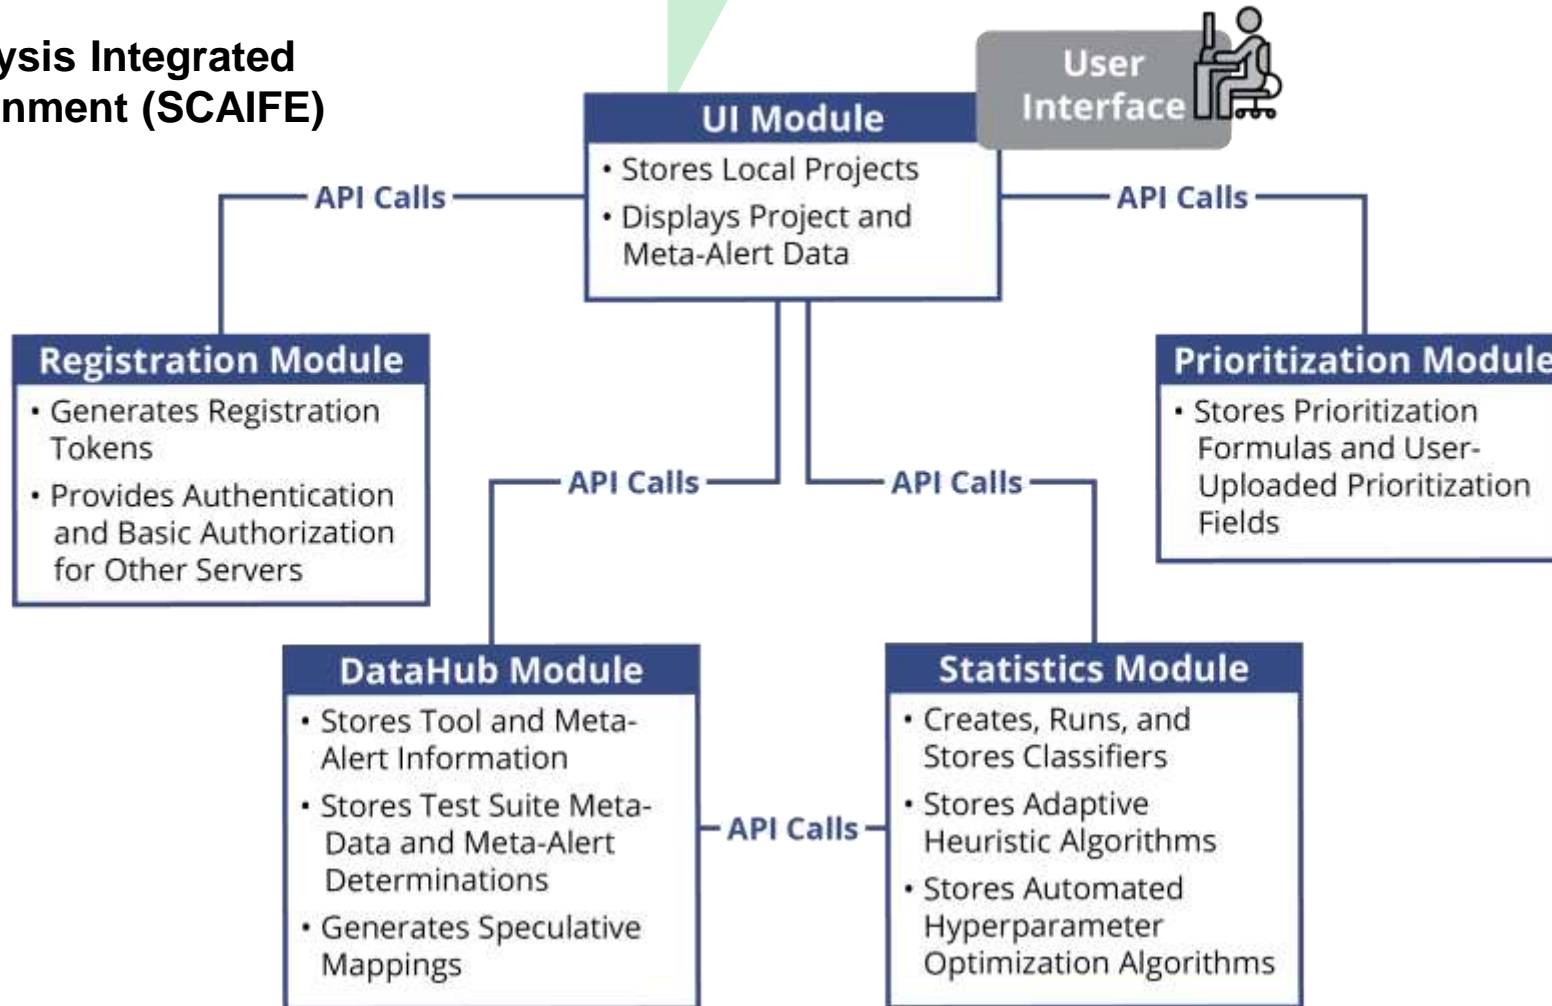 ysis Integrated
nment (SCAIFE)
User
Interface
UI Module
• Stores Local Projects
• Displays Project and
Meta-Alert Data
API Calls
API Calls
Registration Module
• Generates Registration
Tokens
• Provides Authentication
and Basic Authorization
for Other Servers
Prioritization Module
• Stores Prioritization
Formulas and User-
Uploaded Prioritization
Fields
API Calls
API Calls
DataHub Module
• Stores Tool and Meta-
Alert Information
• Stores Test Suite Meta-
Data and Meta-Alert
Determinations
• Generates Speculative
Mappings
API Calls
Statistics Module
• Creates, Runs, and
Stores Classifiers
• Stores Adaptive
Heuristic Algorithms
• Stores Automated
Hyperparameter
Optimization Algorithms